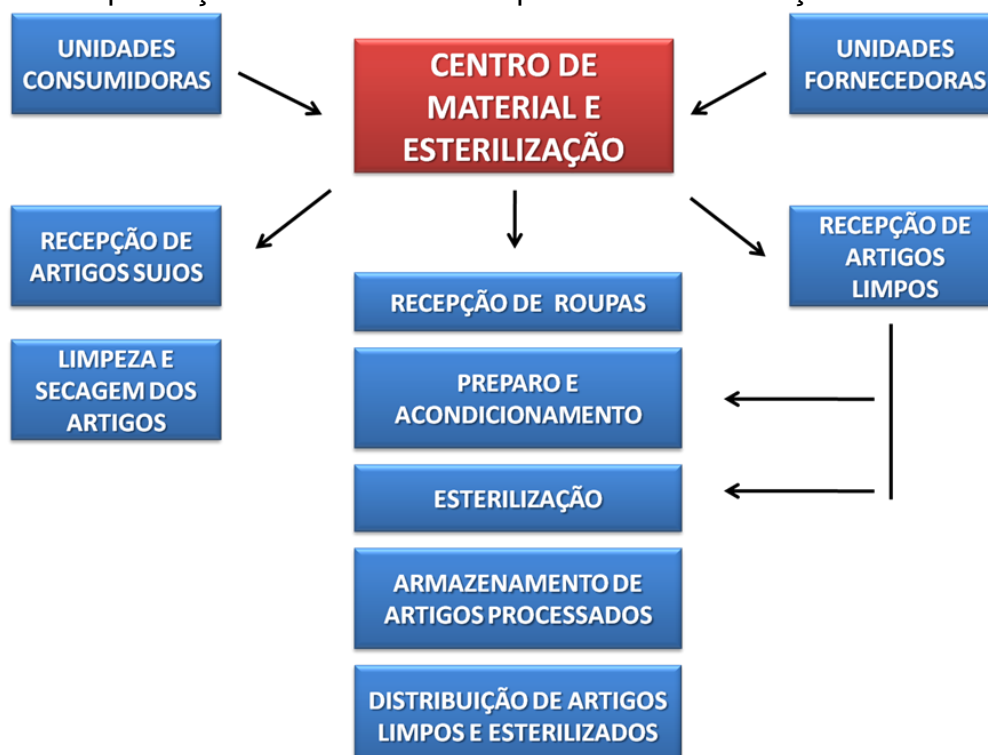 UNIDADES
CONSUMIDORAS
CENTRO DE
MATERIAL E
ESTERILIZAÇÃO
UNIDADES
FORNECEDORAS
RECEPÇÃO DE
ARTIGOS SUJOS
RECEPÇÃO DE
ARTIGOS
LIMPOS
RECEPÇÃO DE ROUPAS
LIMPEZA E
SECAGEM DOS
ARTIGOS
PREPARO E
ACONDICIONAMENTO
ESTERILIZAÇÃO
ARMAZENAMENTO DE
ARTIGOS PROCESSADOS
DISTRIBUIÇÃO DE ARTIGOS
LIMPOS E ESTERILIZADOS